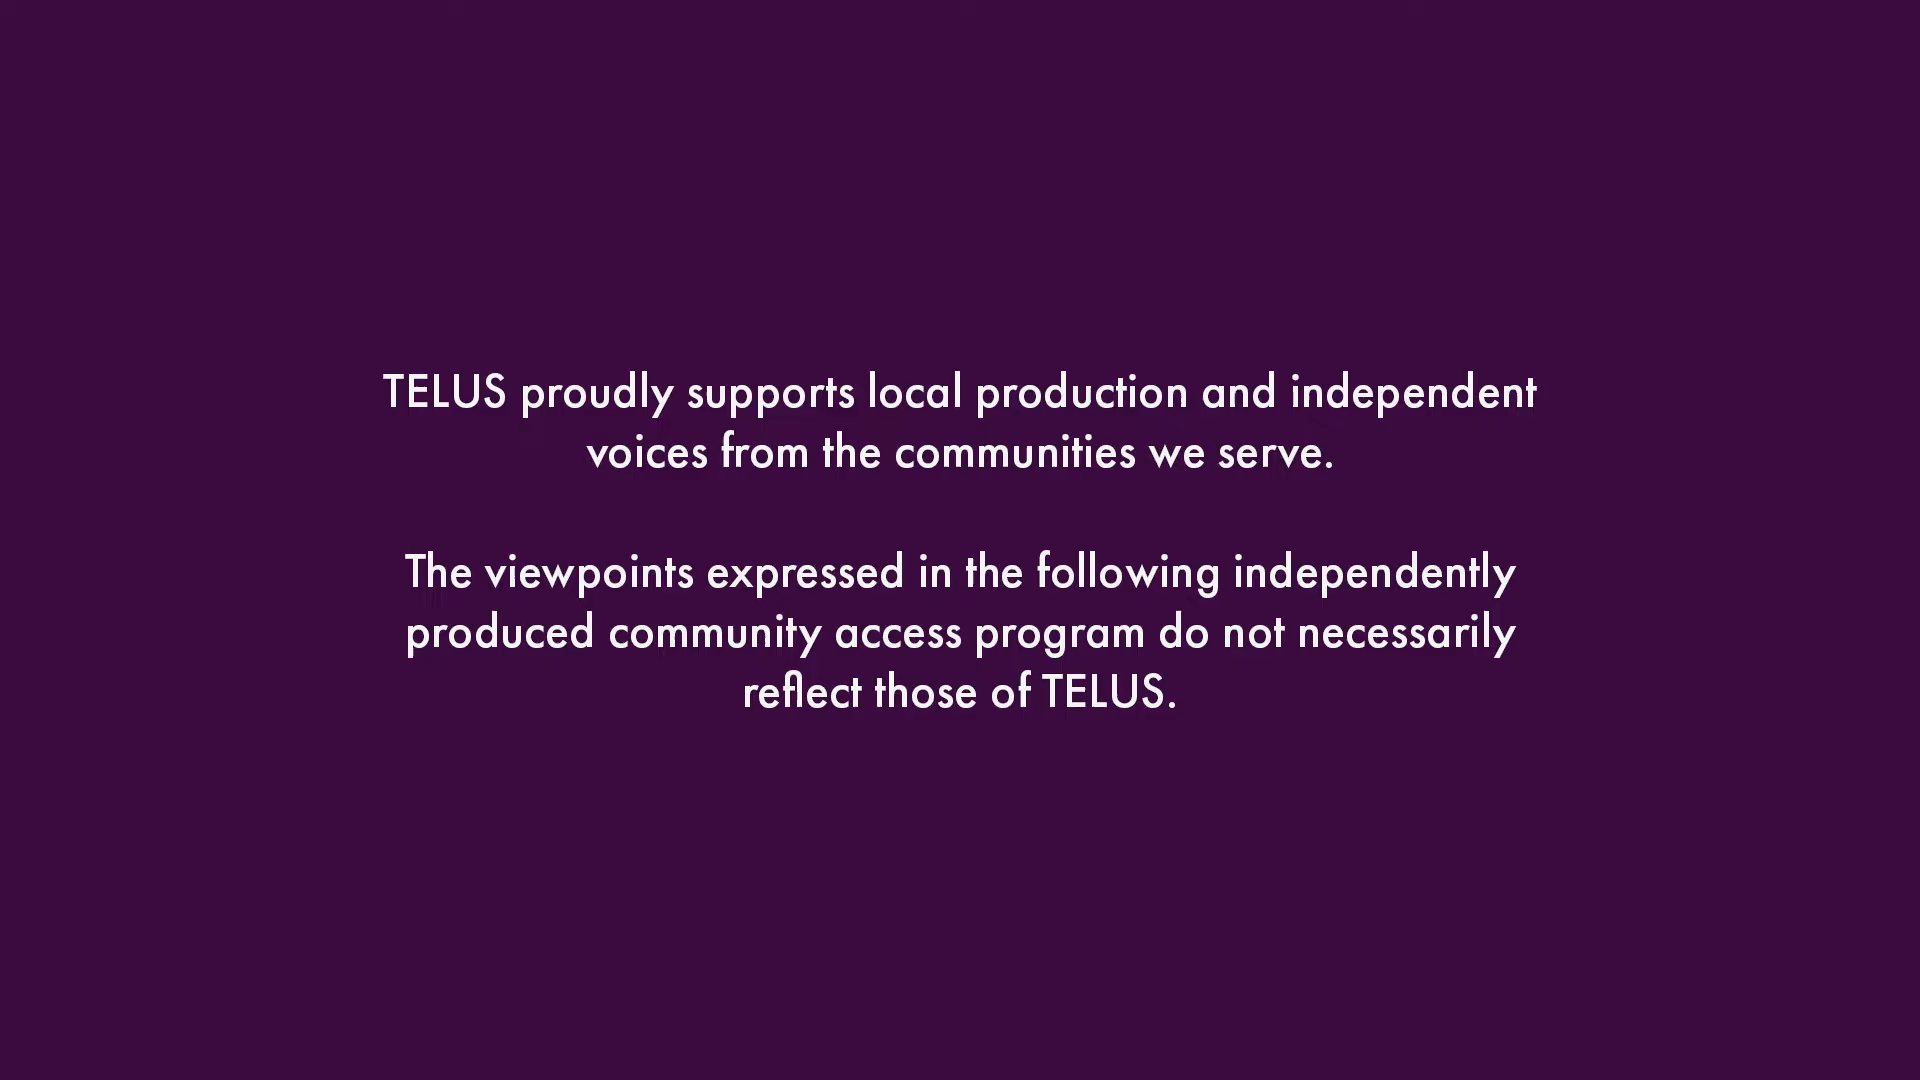 TELUS proudly supports local production and independent
voices from the communities we serve.
The viewpoints expressed in the following independently
produced community access program do not necessarily
reflect those of TELUS.